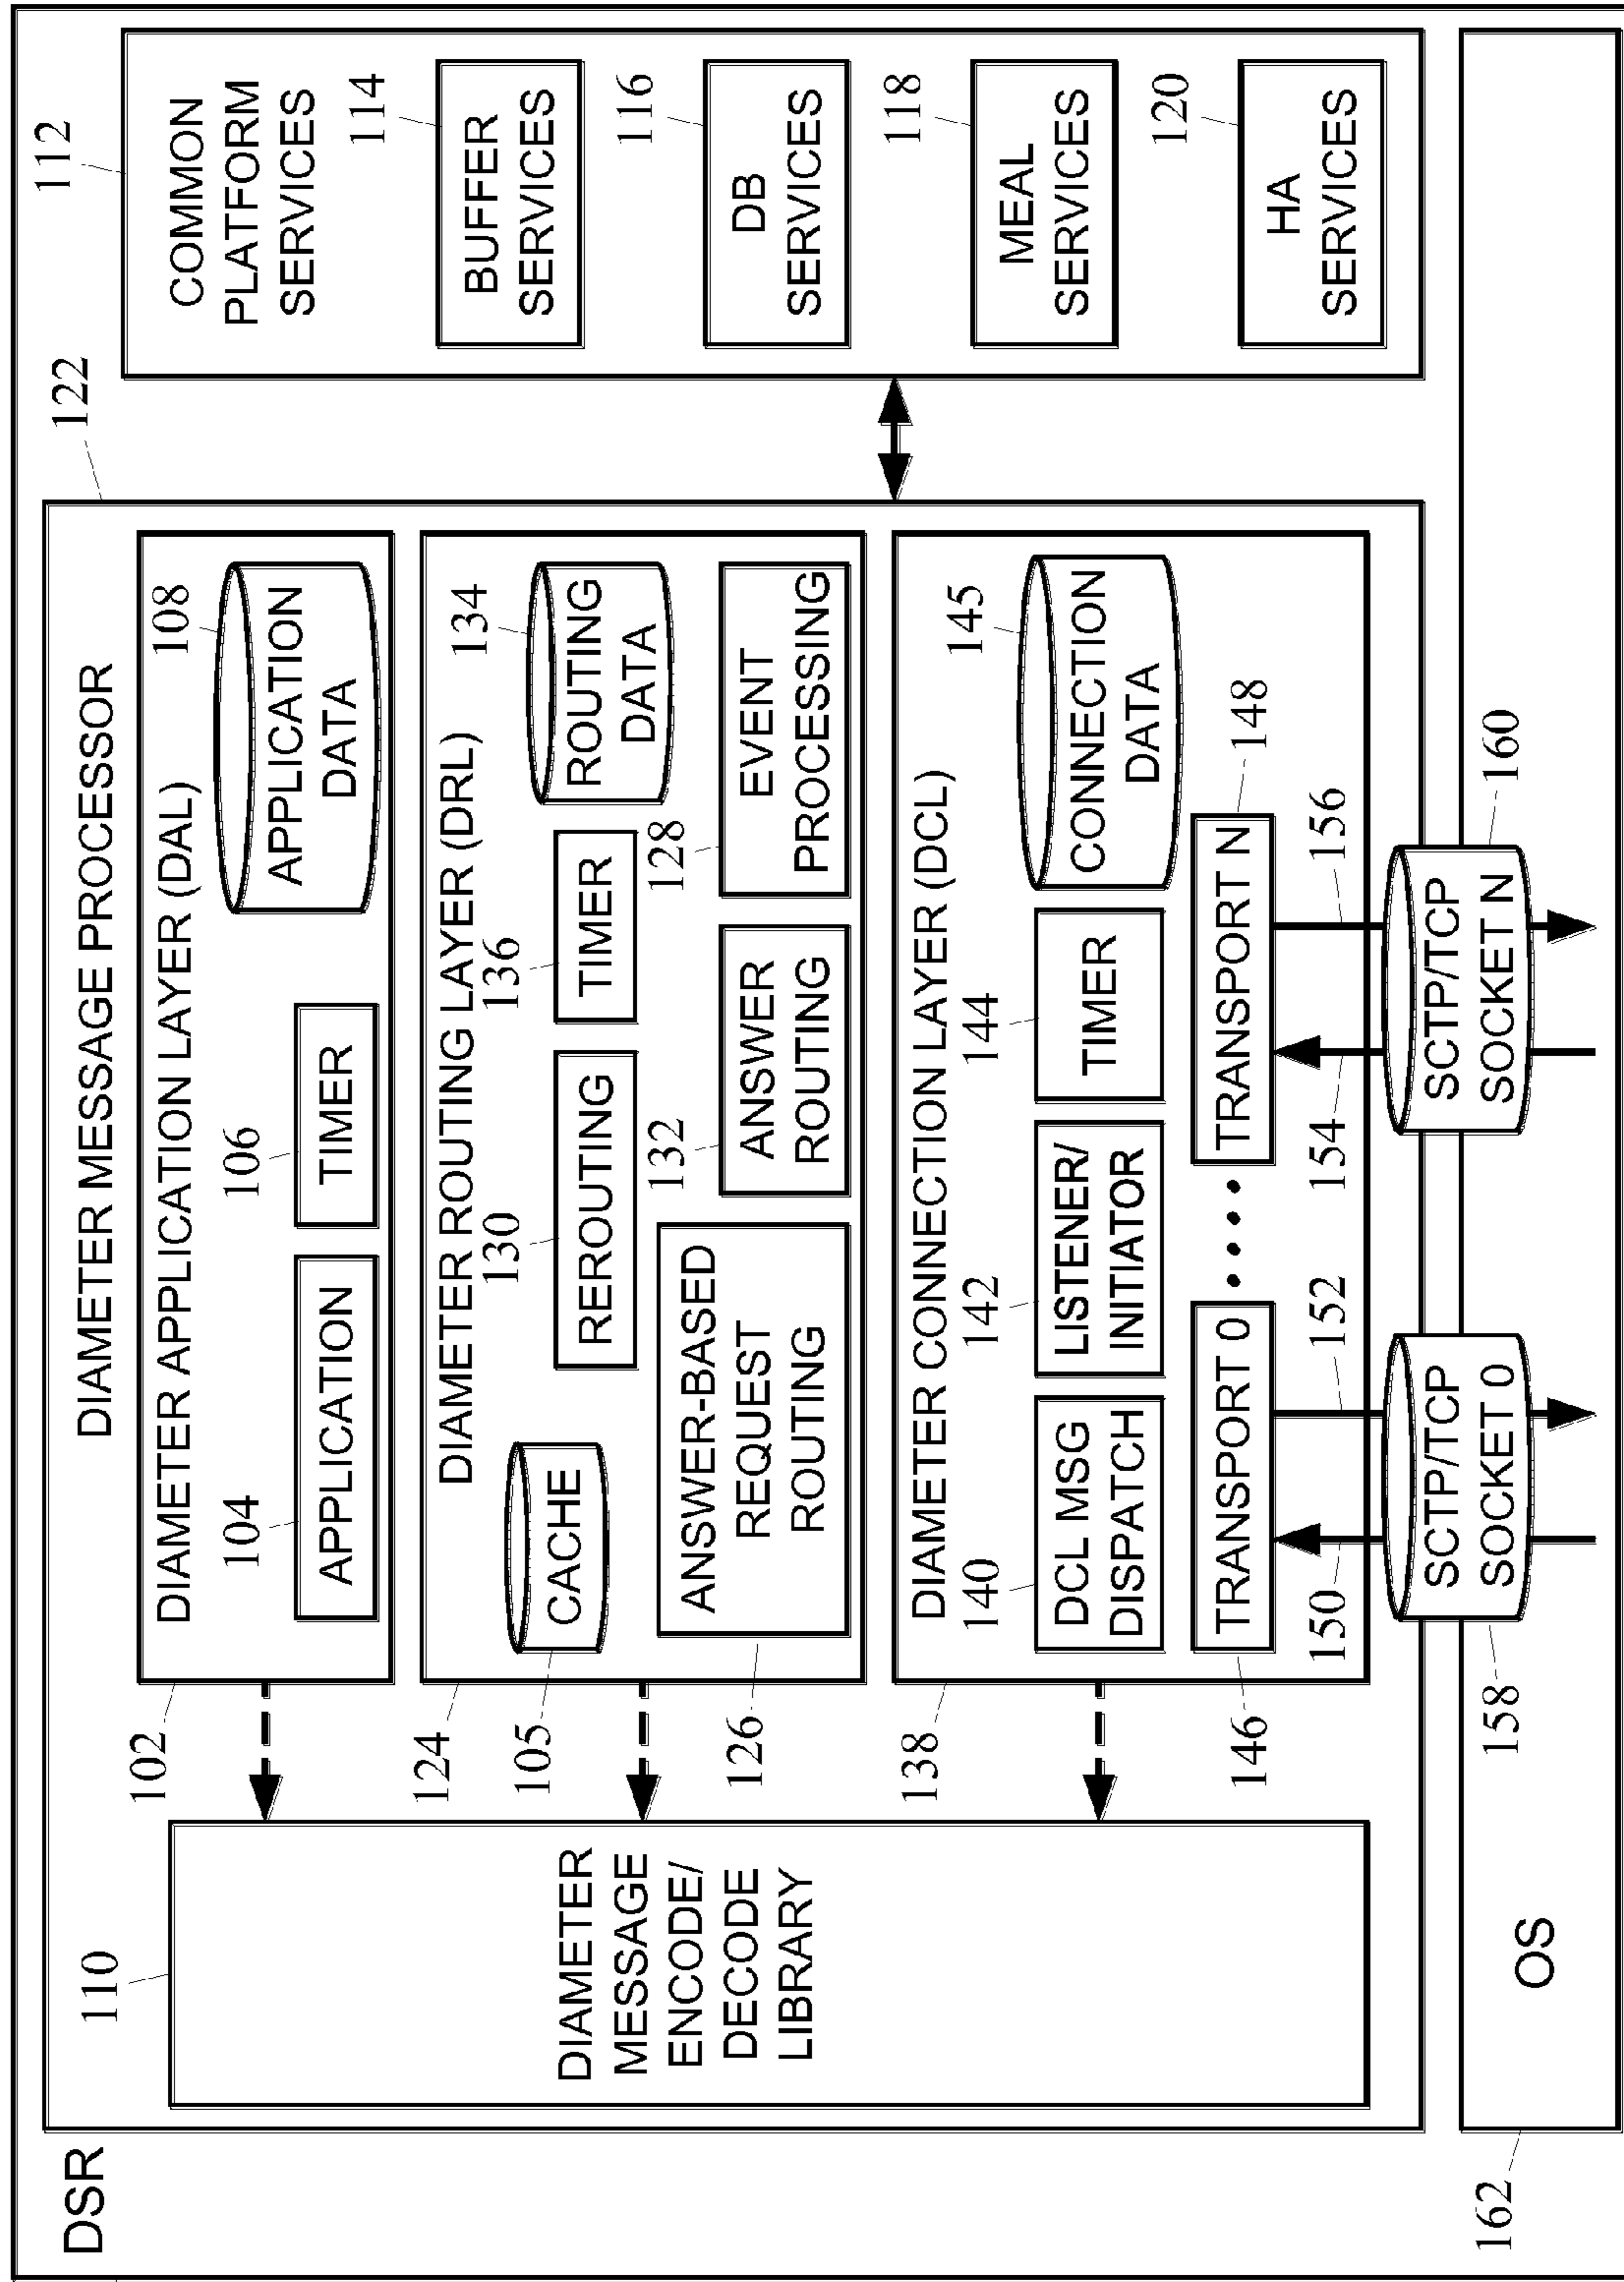 DSR
110
DIAMETER
MESSAGE
ENCODE/
DECODE
LIBRARY
122
DIAMETER MESSAGE PROCESSOR
102
DIAMETER APPLICATION LAYER (DAL)
104
APPLICATION
106
TIMER
108
APPLICATION
DATA
124
DIAMETER ROUTING LAYER (DRL)
105
CACHE
130
REROUTING
136
TIMER
134
ROUTING
DATA
126
ANSWER-BASED
REQUEST
ROUTING
132
ANSWER
ROUTING
128
EVENT
PROCESSING
138
DIAMETER CONNECTION LAYER (DCL)
140
DCL MSG
DISPATCH
142
LISTENER/
INITIATOR
144
TIMER
145
CONNECTION
DATA
146
TRANSPORT 0
148
TRANSPORT N
150
152
154
156
158
SCTP/TCP
SOCKET 0
160
SCTP/TCP
SOCKET N
112
COMMON
PLATFORM
SERVICES
114
BUFFER
SERVICES
116
DB
SERVICES
118
MEAL
SERVICES
120
HA
SERVICES
162
OS